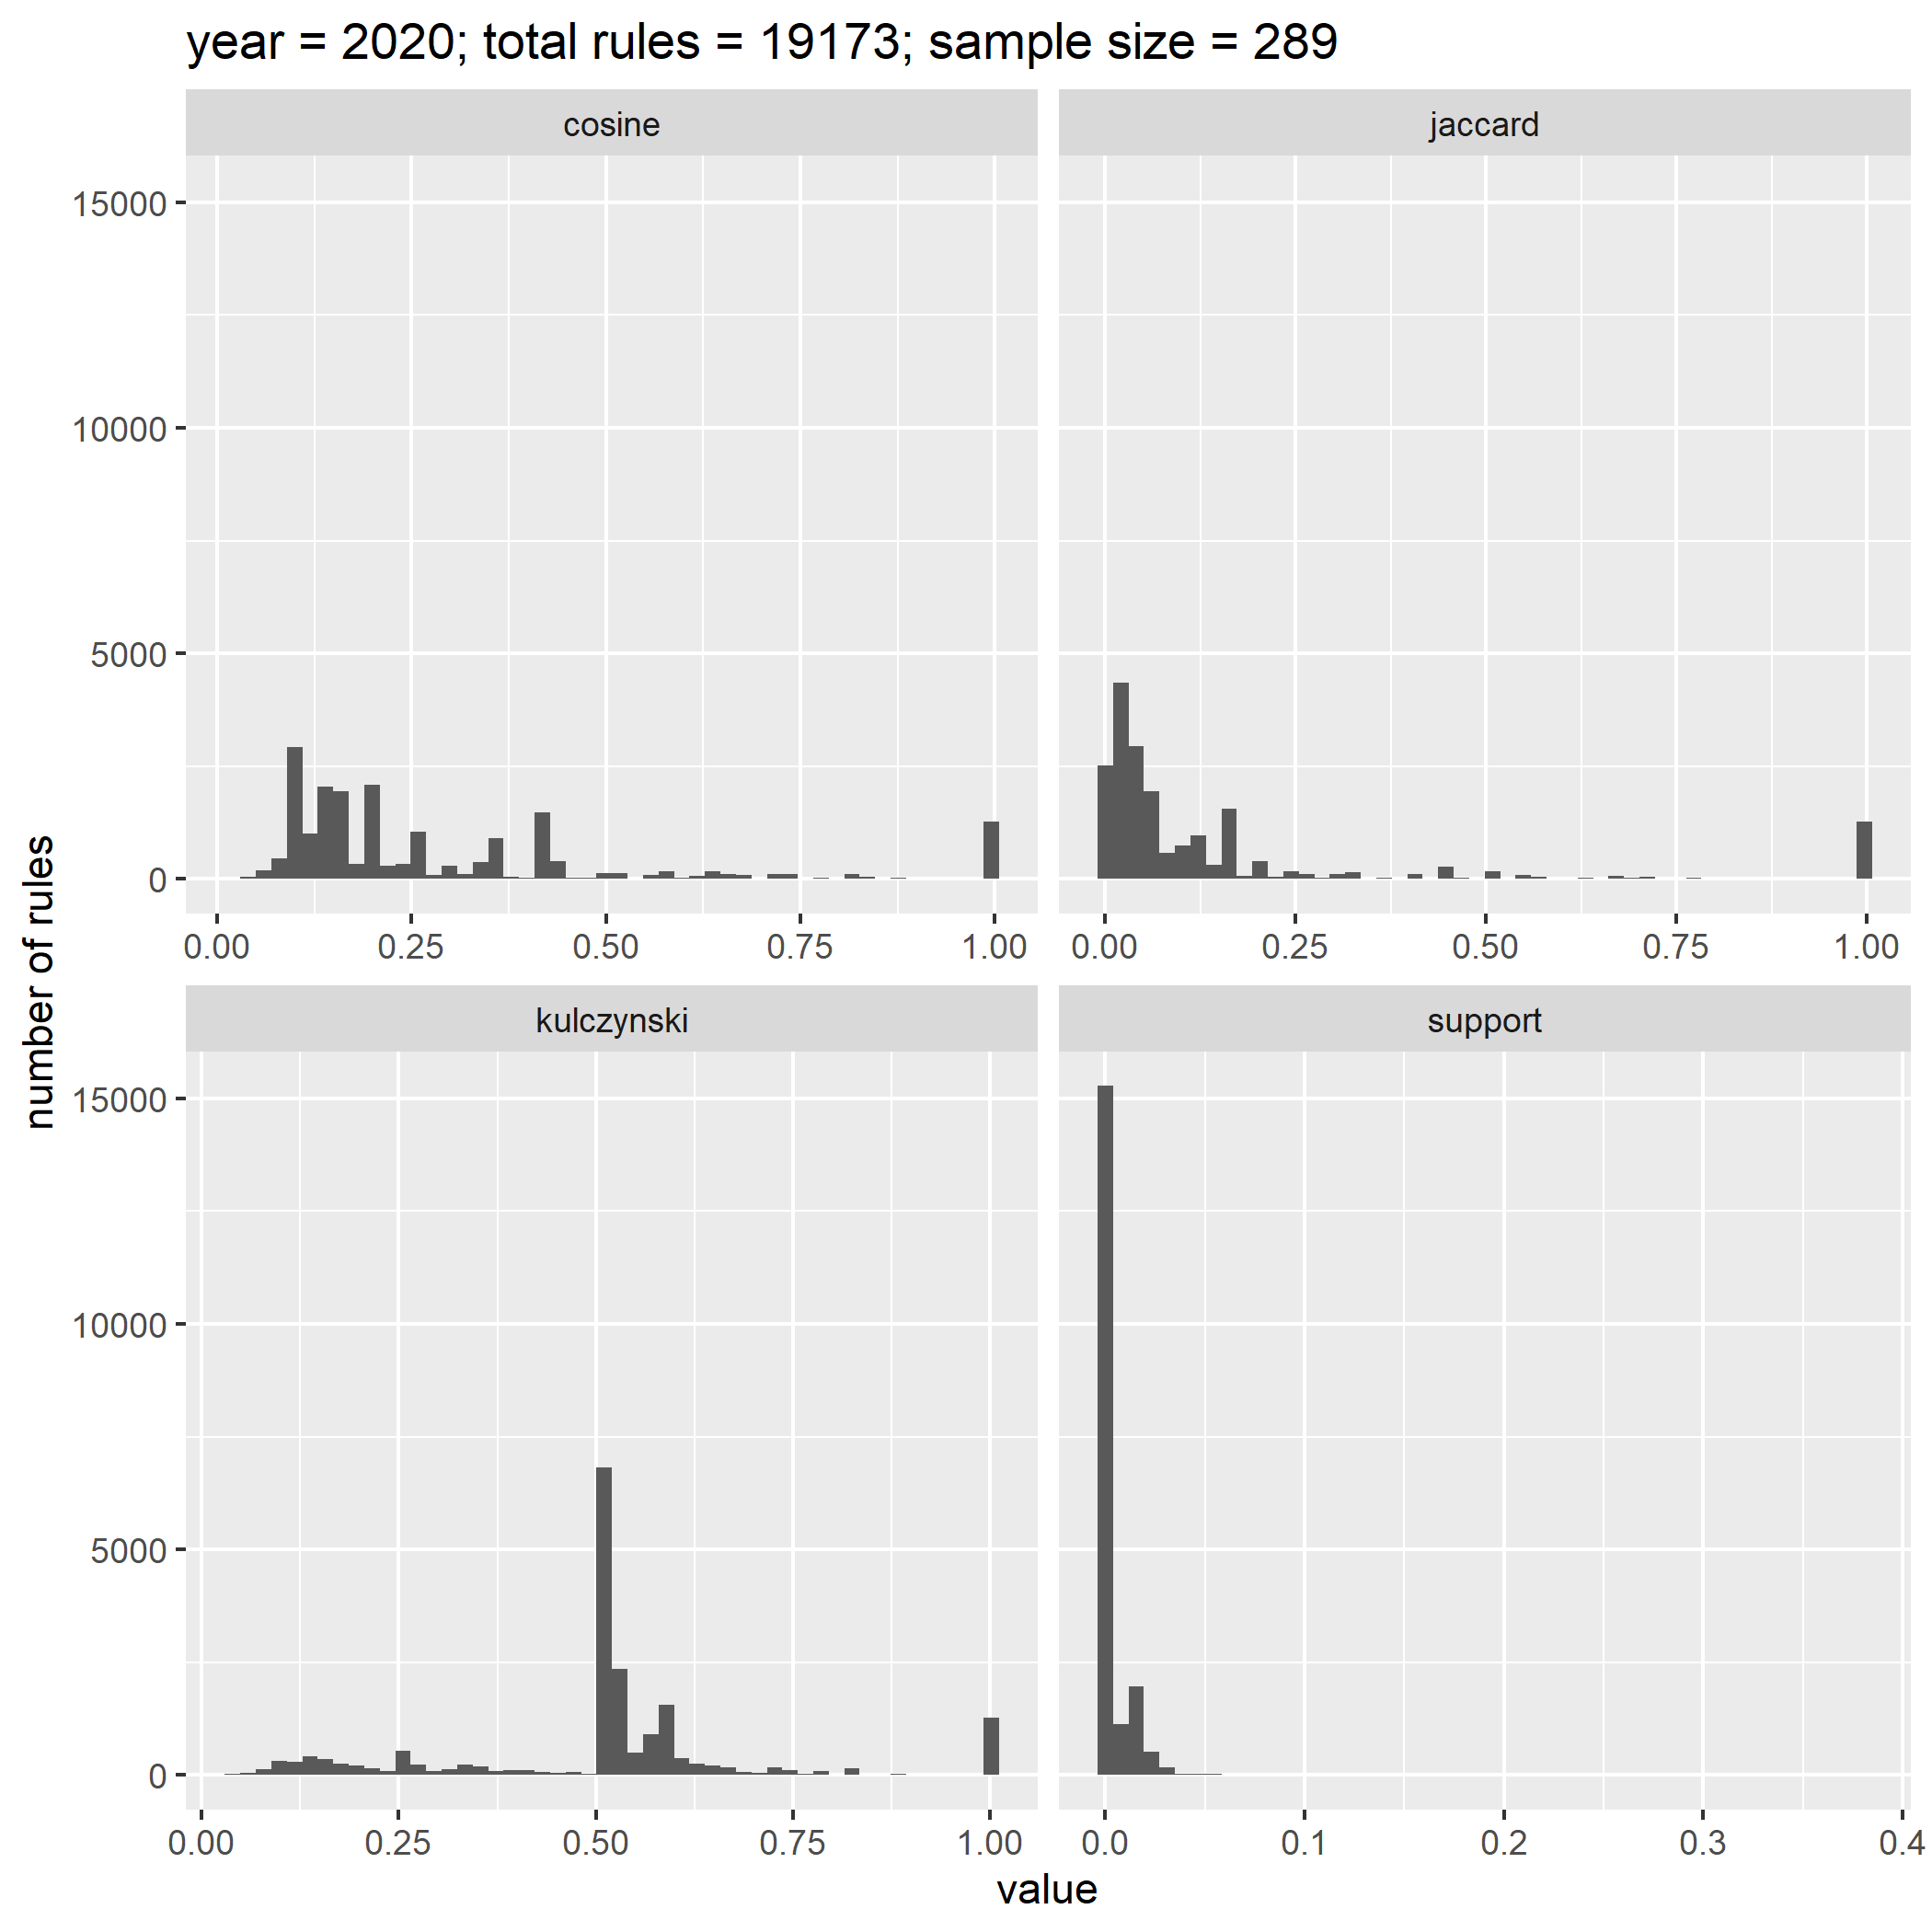 year = 2020; total rules = 19173; sample size = 289
cosine
jaccard
15000
10000
5000
0
0.00 0.25 0.50 0.75 1.00
0.00 0.25 0.50 0.75 1.00
number of rules
kulczynski
support
15000
10000
5000
0
0.00 0.25 0.50 0.75 1.00
0.0 0.1 0.2 0.3 0.4
value